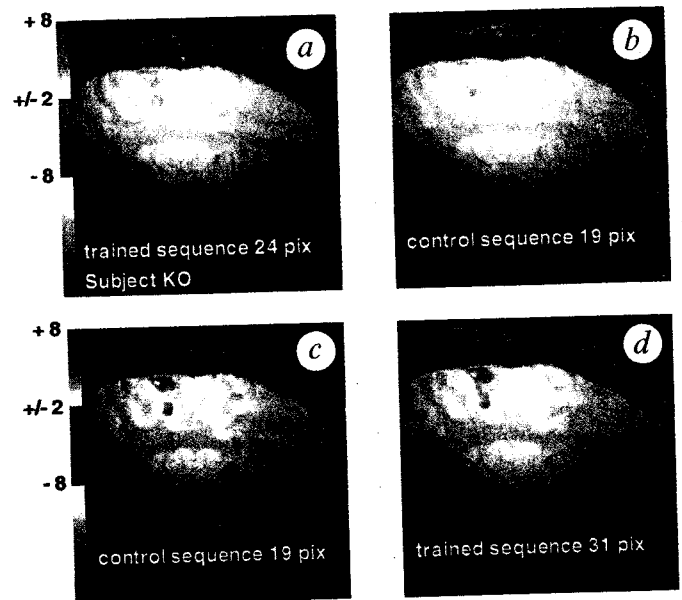 +8
a
b
+/-2
-8
trained sequence 24 pix
Subject KO
control sequence 19 pix
+8
c
d
+/-2
-8
control sequence 19 pix
trained sequence 31 pix